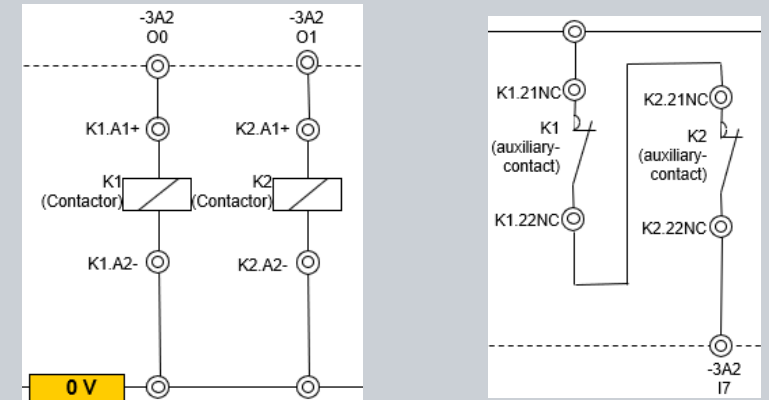 -3A2
O0
-3A2
O1
K1.A1+
K2.A1+
K1
(Contactor)
K2
(Contactor)
K1.A2-
K2.A2-
0 V
K1.21NC
K2.21NC
K1
(auxiliary-
contact)
K2
(auxiliary-
contact)
K1.22NC
K2.22NC
-3A2
I7